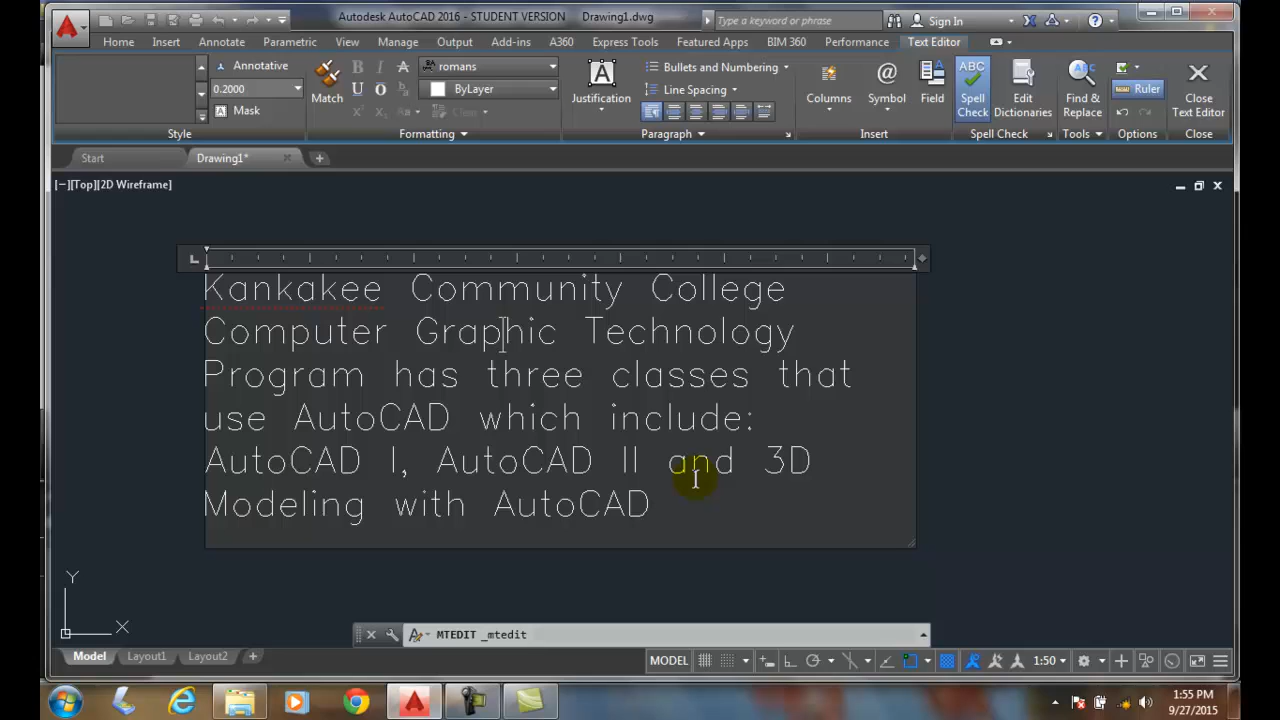 Autodesk AutoCAD 2016 - STUDENT VERSION Drawing1.dwg
Type a keyword or phrase
Sign In
Home Insert Annotate Parametric View Manage Output Add-ins A360 Express Tools Featured Apps BIM 360 Performance Text Editor
Annotative
0.2000
Mask
Style
Match
B I A
U O
romans
ByLayer
Clear
Formatting
A
Justification
Bullets and Numbering
Line Spacing
Paragraph
Columns
@
Symbol
Field
Insert
ABC
Spell
Check
Edit
Dictionaries
Spell Check
Find &
Replace
Tools
Ruler
Options
Close
Text Editor
Close
Start
Drawing1*
[−][Top][2D Wireframe]
Kankakee Community College
Computer Graphic Technology
Program has three classes that
use AutoCAD which include:
AutoCAD I, AutoCAD II and 3D
Modeling with AutoCAD
Y
X
MTEDIT _mtedit
Model Layout1 Layout2
MODEL
1:50
1:55 PM
9/27/2015